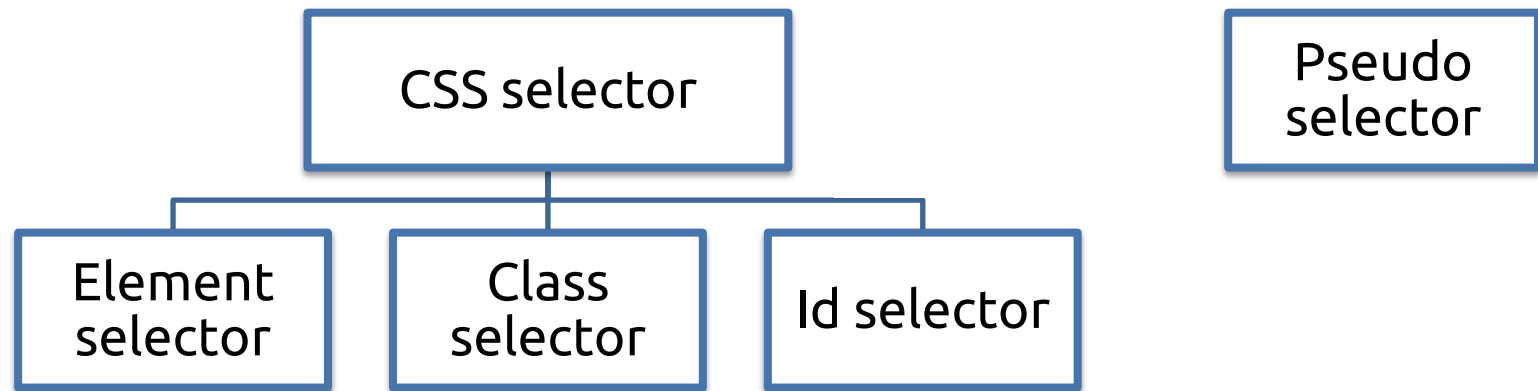 CSS selector
Pseudo
selector
Element
selector
Class
selector
Id selector